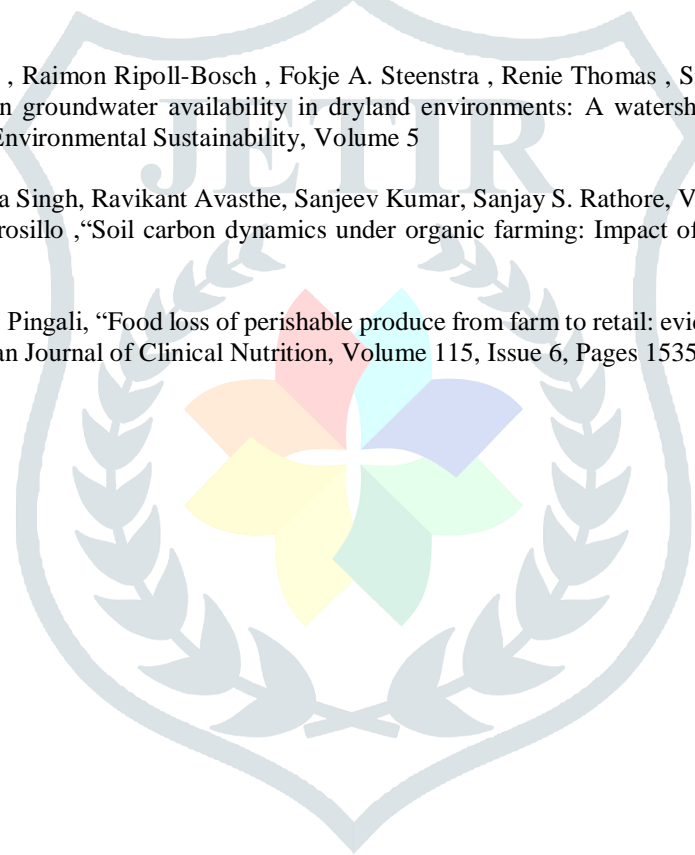 , Raimon Ripoll-Bosch , Fokje A. Steenstra , Renie Thomas , S
n groundwater availability in dryland environments: A watersh
Environmental Sustainability, Volume 5
a Singh, Ravikant Avasthe, Sanjeev Kumar, Sanjay S. Rathore, V
rosillo ,“Soil carbon dynamics under organic farming: Impact of
Pingali, “Food loss of perishable produce from farm to retail: evi
an Journal of Clinical Nutrition, Volume 115, Issue 6, Pages 1535
JETIR